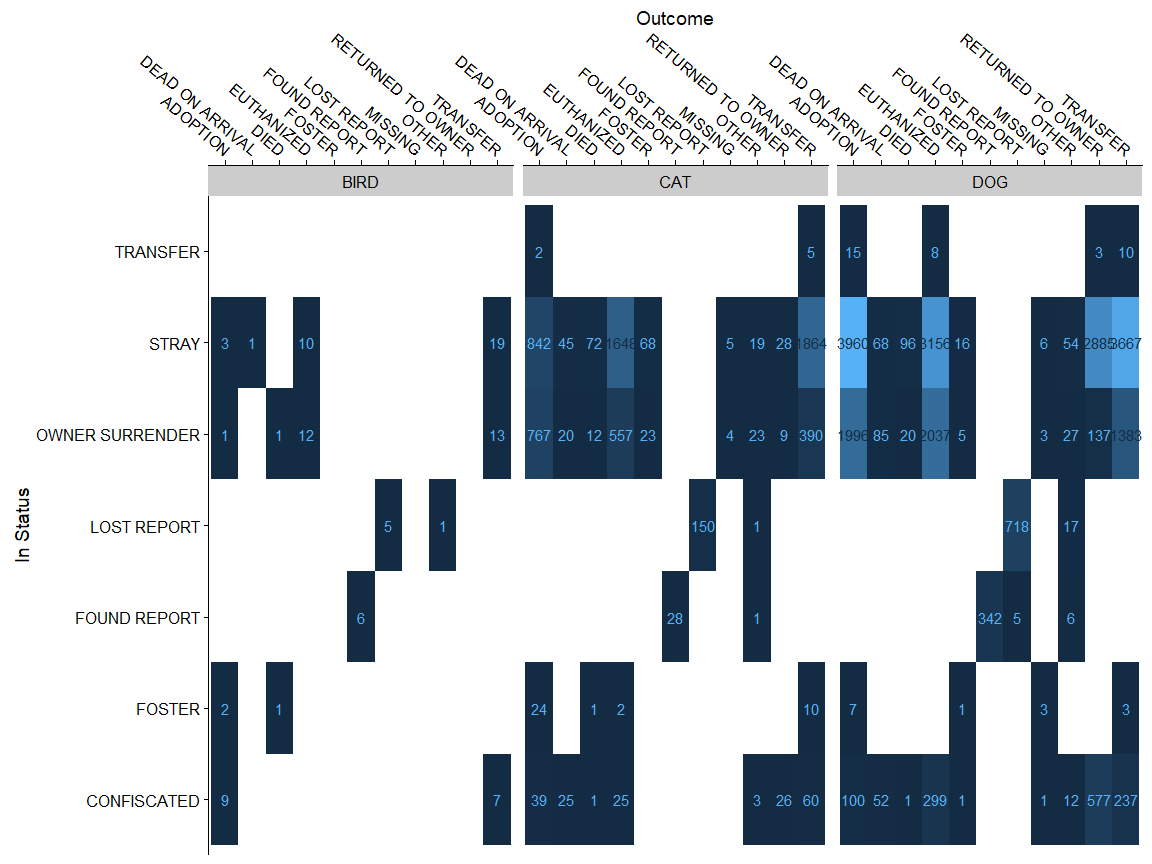 Outcome
ADOPTION
DEAD ON ARRIVAL
DIED
EUTHANIZED
FOSTER
FOUND REPORT
LOST REPORT
MISSING
OTHER
RETURNED TO OWNER
TRANSFER
ADOPTION
DEAD ON ARRIVAL
DIED
EUTHANIZED
FOSTER
FOUND REPORT
LOST REPORT
MISSING
OTHER
RETURNED TO OWNER
TRANSFER
ADOPTION
DEAD ON ARRIVAL
DIED
EUTHANIZED
FOSTER
FOUND REPORT
LOST REPORT
MISSING
OTHER
RETURNED TO OWNER
TRANSFER
BIRD CAT DOG
TRANSFER 2 5 15 8 3 10
STRAY 3 1 10 19 842 45 72 1648 68 5 19 28 1864 3960 68 96 3156 16 6 54 2885 3667
OWNER SURRENDER 1 1 12 13 767 20 12 557 23 4 23 9 390 1996 85 20 2037 5 3 27 137 1383
LOST REPORT 5 1 150 1 718 17
FOUND REPORT 6 28 1 342 5 6
FOSTER 2 1 24 1 2 10 7 1 3 3
CONFISCATED 9 7 39 25 1 25 3 26 60 100 52 1 299 1 1 12 577 237
In Status